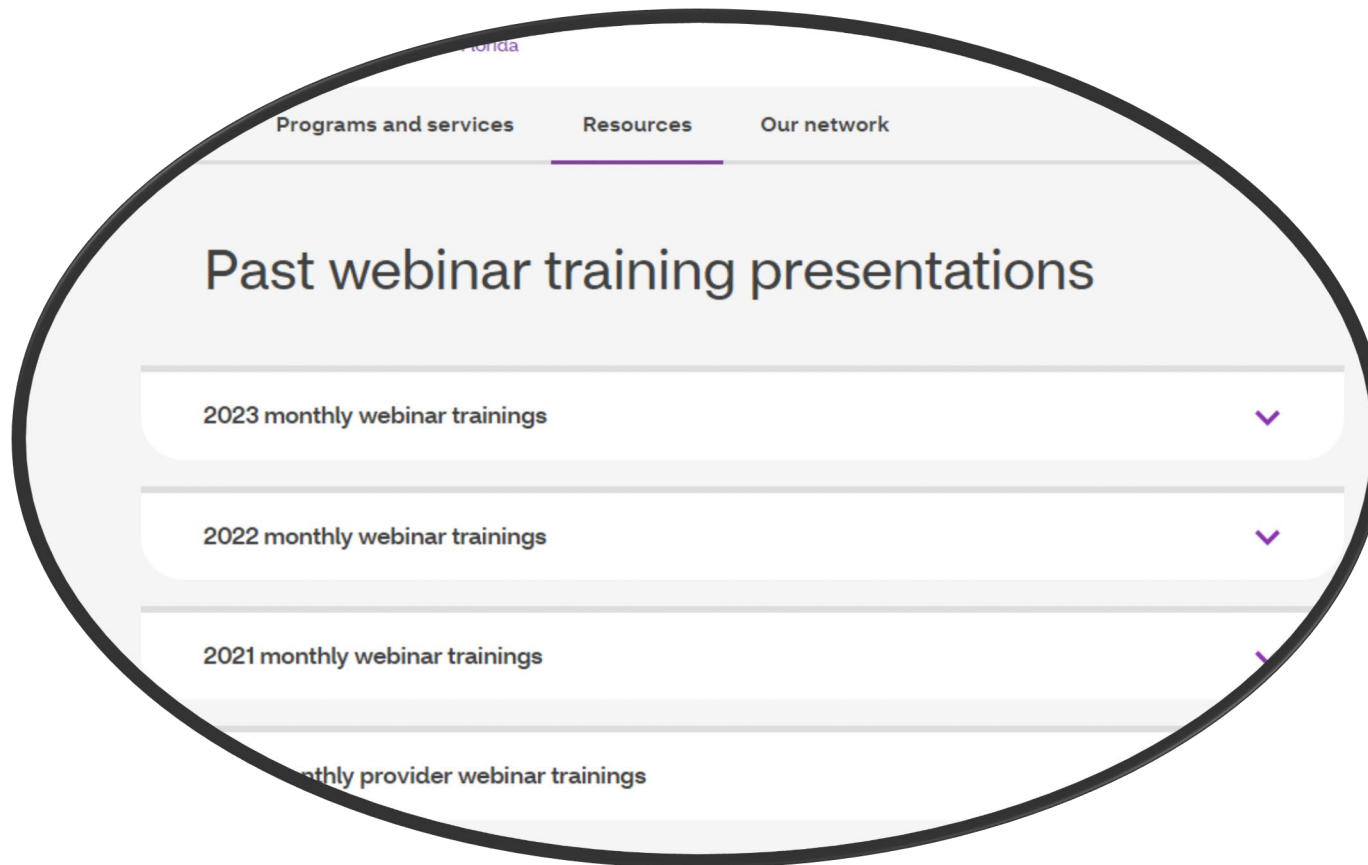 Programs and services Resources Our network
Past webinar training presentations
2023 monthly webinar trainings
2022 monthly webinar trainings
2021 monthly webinar trainings
provider webinar trainings